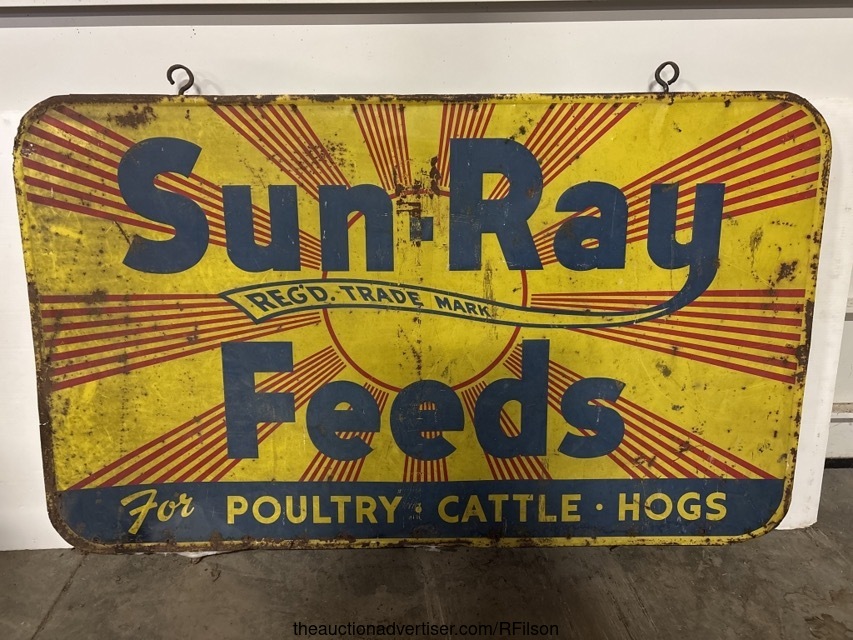 Sun-Ray
REG'D. TRADE MARK
Feeds
For POULTRY · CATTLE · HOGS
theauctionadvertiser.com/RFilson